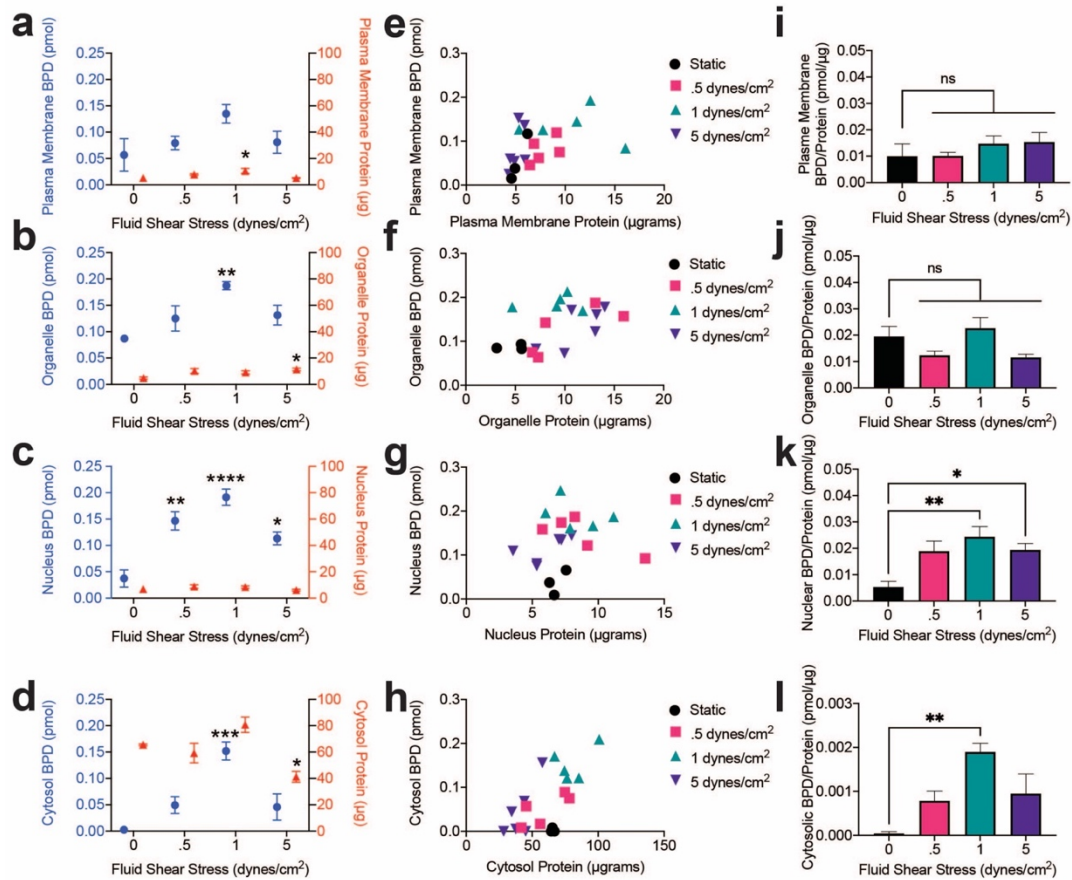 a
Plasma Membrane BPD (pmol)
0.25
0.20
0.15
0.10
0.05
0.00
*
100
80
60
40
20
0
Plasma Membrane Protein (µg)
0 .5 1 5
Fluid Shear Stress (dynes/cm²)
e
Plasma Membrane BPD (pmol)
0.3
0.2
0.1
0.0
0 5 10 15 20
Plasma Membrane Protein (µgrams)
Static
.5 dynes/cm²
1 dynes/cm²
5 dynes/cm²
i
Plasma Membrane
BPD/Protein (pmol/µg)
0.05
0.04
0.03
0.02
0.01
0.00
ns
0 .5 1 5
Fluid Shear Stress (dynes/cm²)
b
Organelle BPD (pmol)
0.25
0.20
0.15
0.10
0.05
0.00
**
*
100
80
60
40
20
0
Organelle Protein (µg)
0 .5 1 5
Fluid Shear Stress (dynes/cm²)
f
Organelle BPD (pmol)
0.3
0.2
0.1
0.0
0 5 10 15 20
Organelle Protein (µgrams)
Static
.5 dynes/cm²
1 dynes/cm²
5 dynes/cm²
j
Organelle BPD/Protein (pmol/µg)
0.05
0.04
0.03
0.02
0.01
0.00
ns
0 .5 1 5
Fluid Shear Stress (dynes/cm²)
c
Nucleus BPD (pmol)
0.25
0.20
0.15
0.10
0.05
0.00
**
****
*
100
80
60
40
20
0
Nucleus Protein (µg)
0 .5 1 5
Fluid Shear Stress (dynes/cm²)
g
Nucleus BPD (pmol)
0.3
0.2
0.1
0.0
0 5 10 15
Nucleus Protein (µgrams)
Static
.5 dynes/cm²
1 dynes/cm²
5 dynes/cm²
k
Nuclear BPD/Protein (pmol/µg)
0.05
0.04
0.03
0.02
0.01
0.00
*
**
0 .5 1 5
Fluid Shear Stress (dynes/cm²)
d
Cytosol BPD (pmol)
0.25
0.20
0.15
0.10
0.05
0.00
***
*
100
80
60
40
20
0
Cytosol Protein (µg)
0 .5 1 5
Fluid Shear Stress (dynes/cm²)
h
Cytosol BPD (pmol)
0.3
0.2
0.1
0.0
0 50 100 150
Cytosol Protein (µgrams)
Static
.5 dynes/cm²
1 dynes/cm²
5 dynes/cm²
l
Cytosolic BPD/Protein (pmol/µg)
0.003
0.002
0.001
0.000
**
0 .5 1 5
Fluid Shear Stress (dynes/cm²)